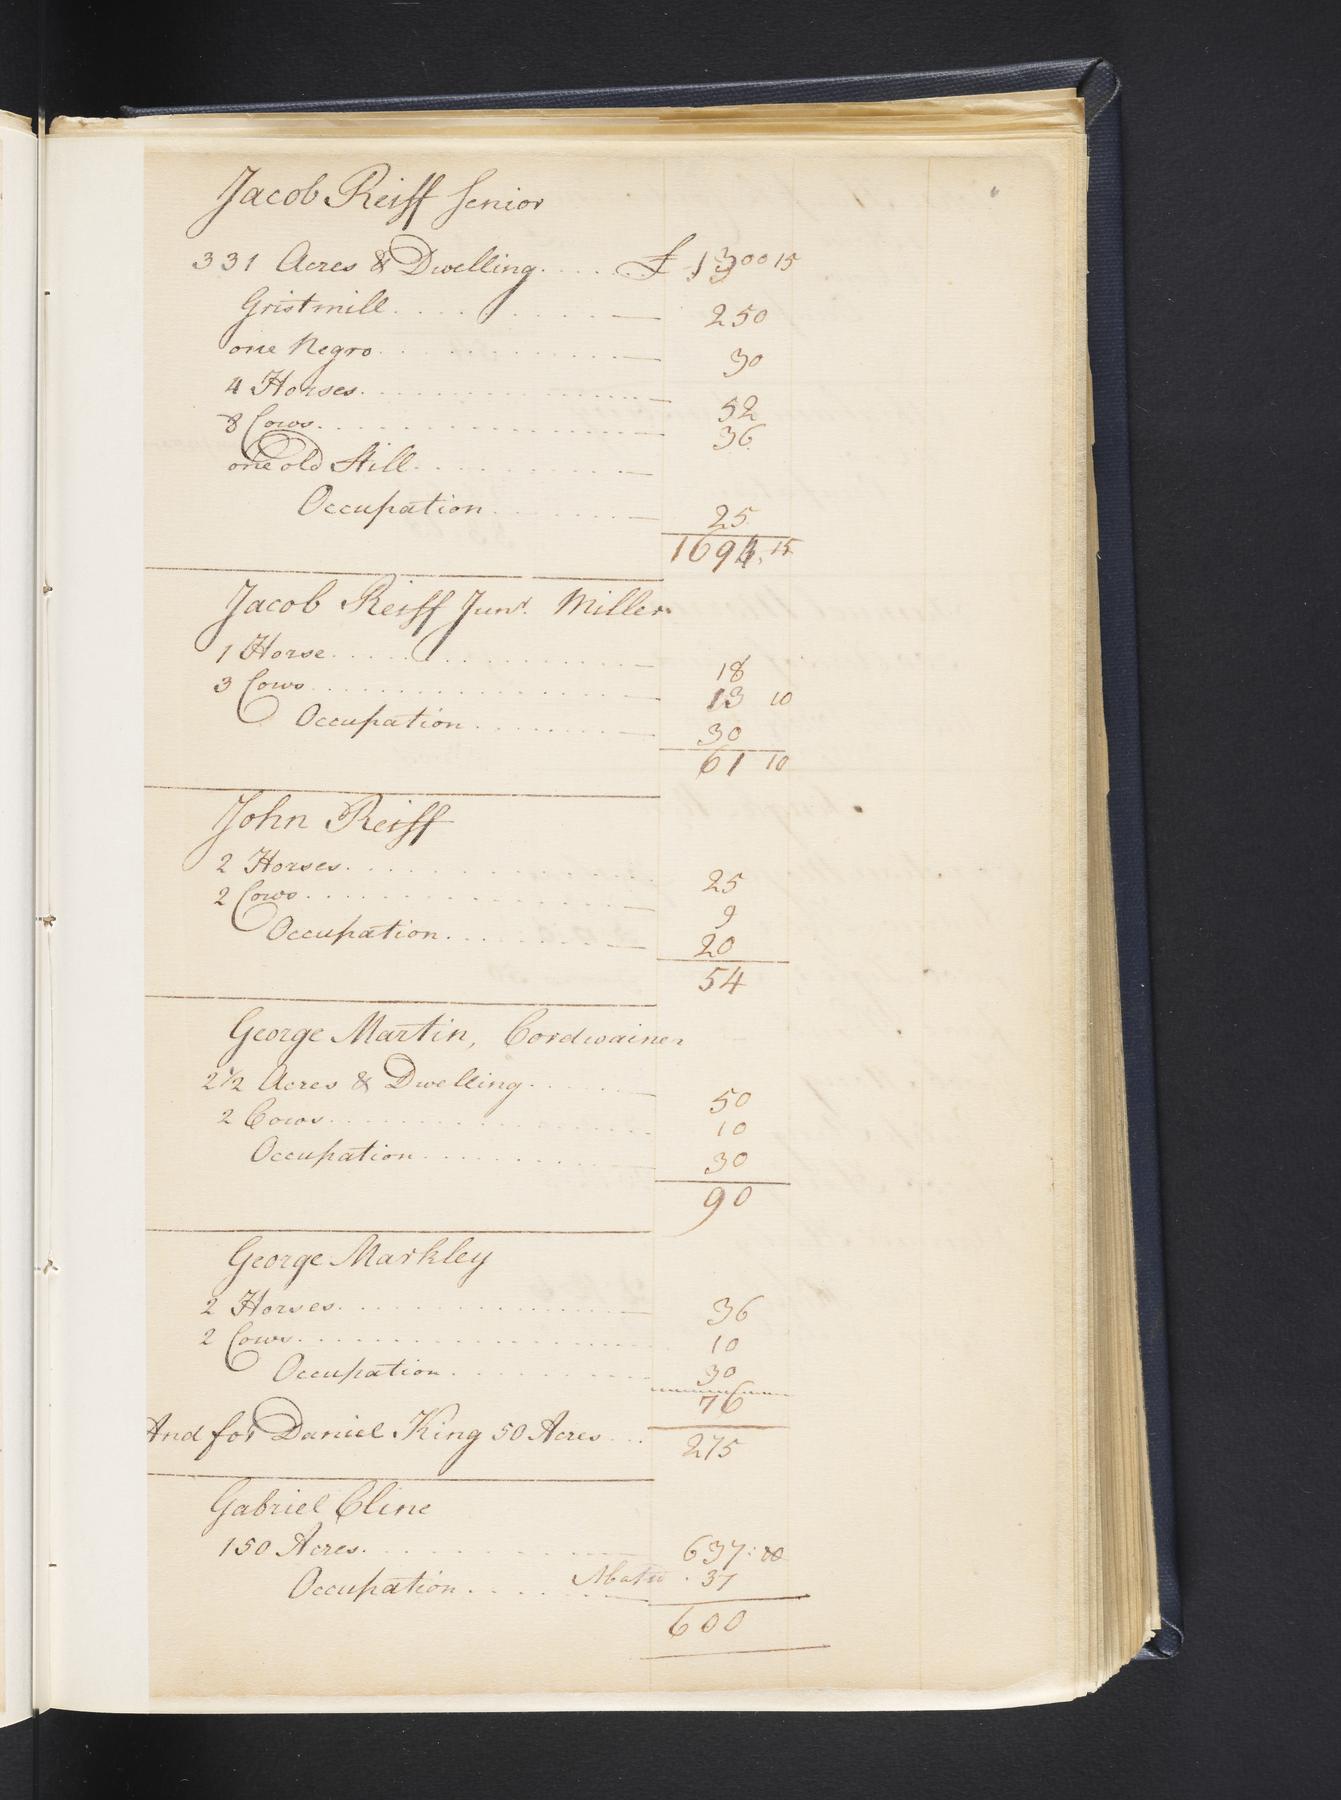 Jacob Reiff Senior
331 Acres & Dwelling £ 1300 15
Gristmill 250
one Negro 30
4 Horses 52
8 Cows 36
one old Still
Occupation 25
1694, 15
Jacob Reiff Junr. Miller
1 Horse 18
3 Cows 13 10
Occupation 30
61 10
John Reiff
2 Horses 25
2 Cows 9
Occupation 20
54
George Martin, Cordwainer
2 1/2 Acres & Dwelling 50
2 Cows 10
Occupation 30
90
George Markley
2 Horses 36
2 Cows 10
Occupation 30
76
And for Daniel King 50 Acres 275
Gabriel Cline
150 Acres 637:10
Occupation 37
600